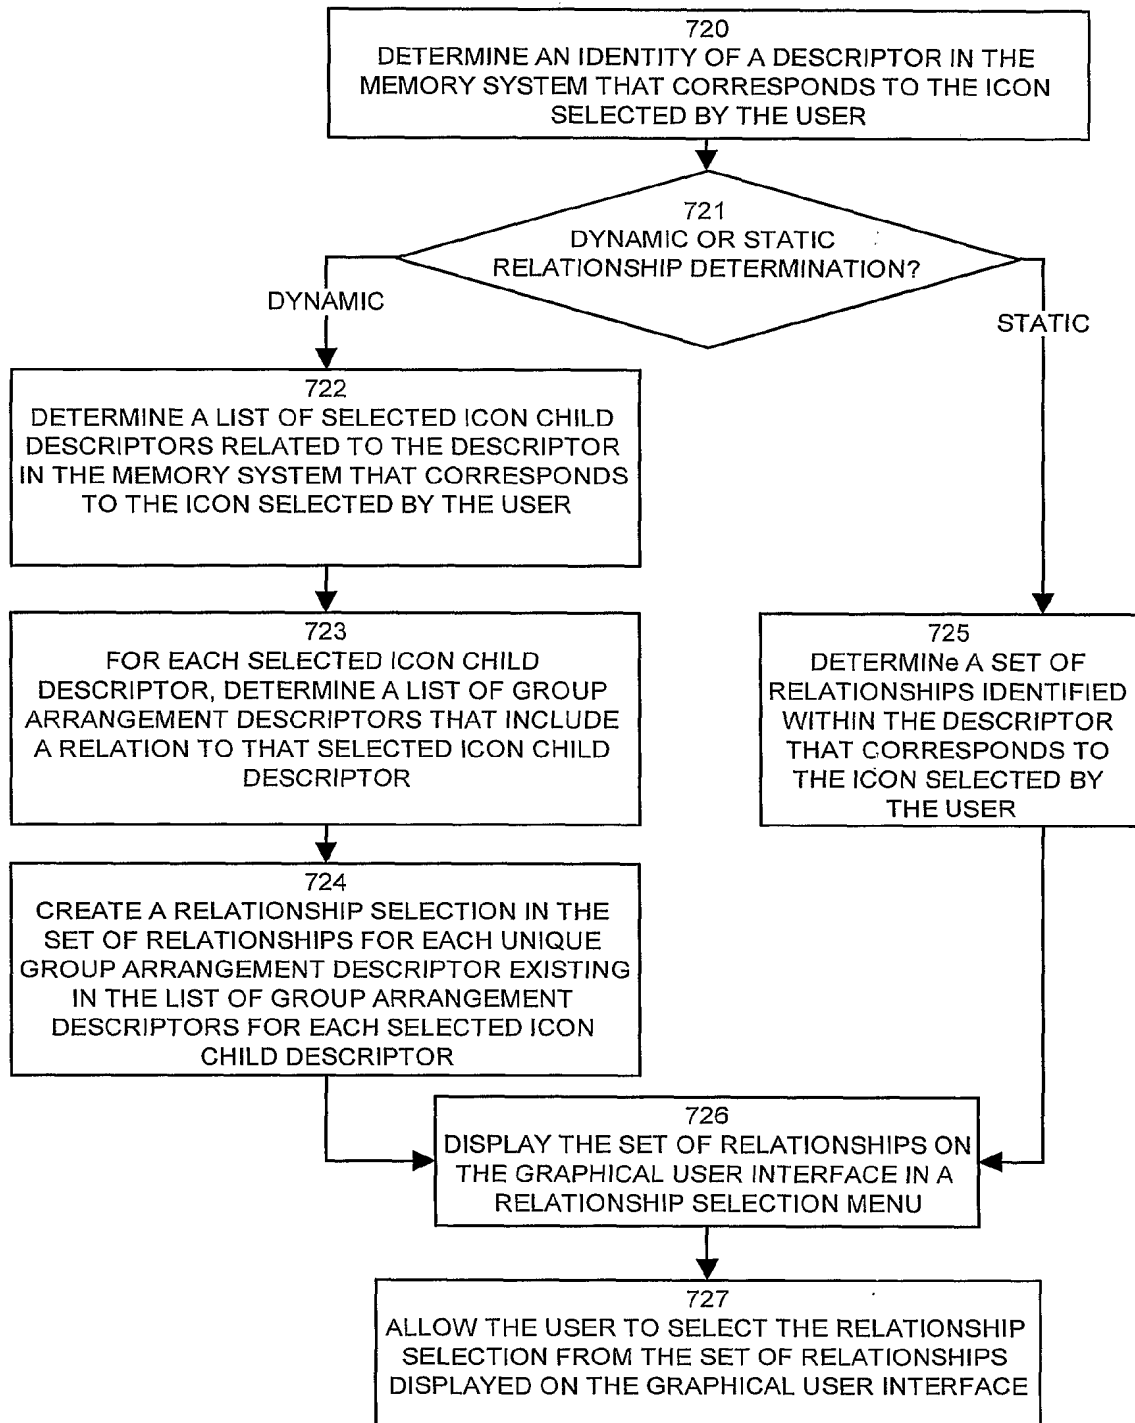 720
DETERMINE AN IDENTITY OF A DESCRIPTOR IN THE
MEMORY SYSTEM THAT CORRESPONDS TO THE ICON
SELECTED BY THE USER
721
DYNAMIC OR STATIC
RELATIONSHIP DETERMINATION?
DYNAMIC
STATIC
722
DETERMINE A LIST OF SELECTED ICON CHILD
DESCRIPTORS RELATED TO THE DESCRIPTOR
IN THE MEMORY SYSTEM THAT CORRESPONDS
TO THE ICON SELECTED BY THE USER
723
FOR EACH SELECTED ICON CHILD
DESCRIPTOR, DETERMINE A LIST OF GROUP
ARRANGEMENT DESCRIPTORS THAT INCLUDE
A RELATION TO THAT SELECTED ICON CHILD
DESCRIPTOR
725
DETERMINe A SET OF
RELATIONSHIPS IDENTIFIED
WITHIN THE DESCRIPTOR
THAT CORRESPONDS TO
THE ICON SELECTED BY
THE USER
724
CREATE A RELATIONSHIP SELECTION IN THE
SET OF RELATIONSHIPS FOR EACH UNIQUE
GROUP ARRANGEMENT DESCRIPTOR EXISTING
IN THE LIST OF GROUP ARRANGEMENT
DESCRIPTORS FOR EACH SELECTED ICON
CHILD DESCRIPTOR
726
DISPLAY THE SET OF RELATIONSHIPS ON
THE GRAPHICAL USER INTERFACE IN A
RELATIONSHIP SELECTION MENU
727
ALLOW THE USER TO SELECT THE RELATIONSHIP
SELECTION FROM THE SET OF RELATIONSHIPS
DISPLAYED ON THE GRAPHICAL USER INTERFACE